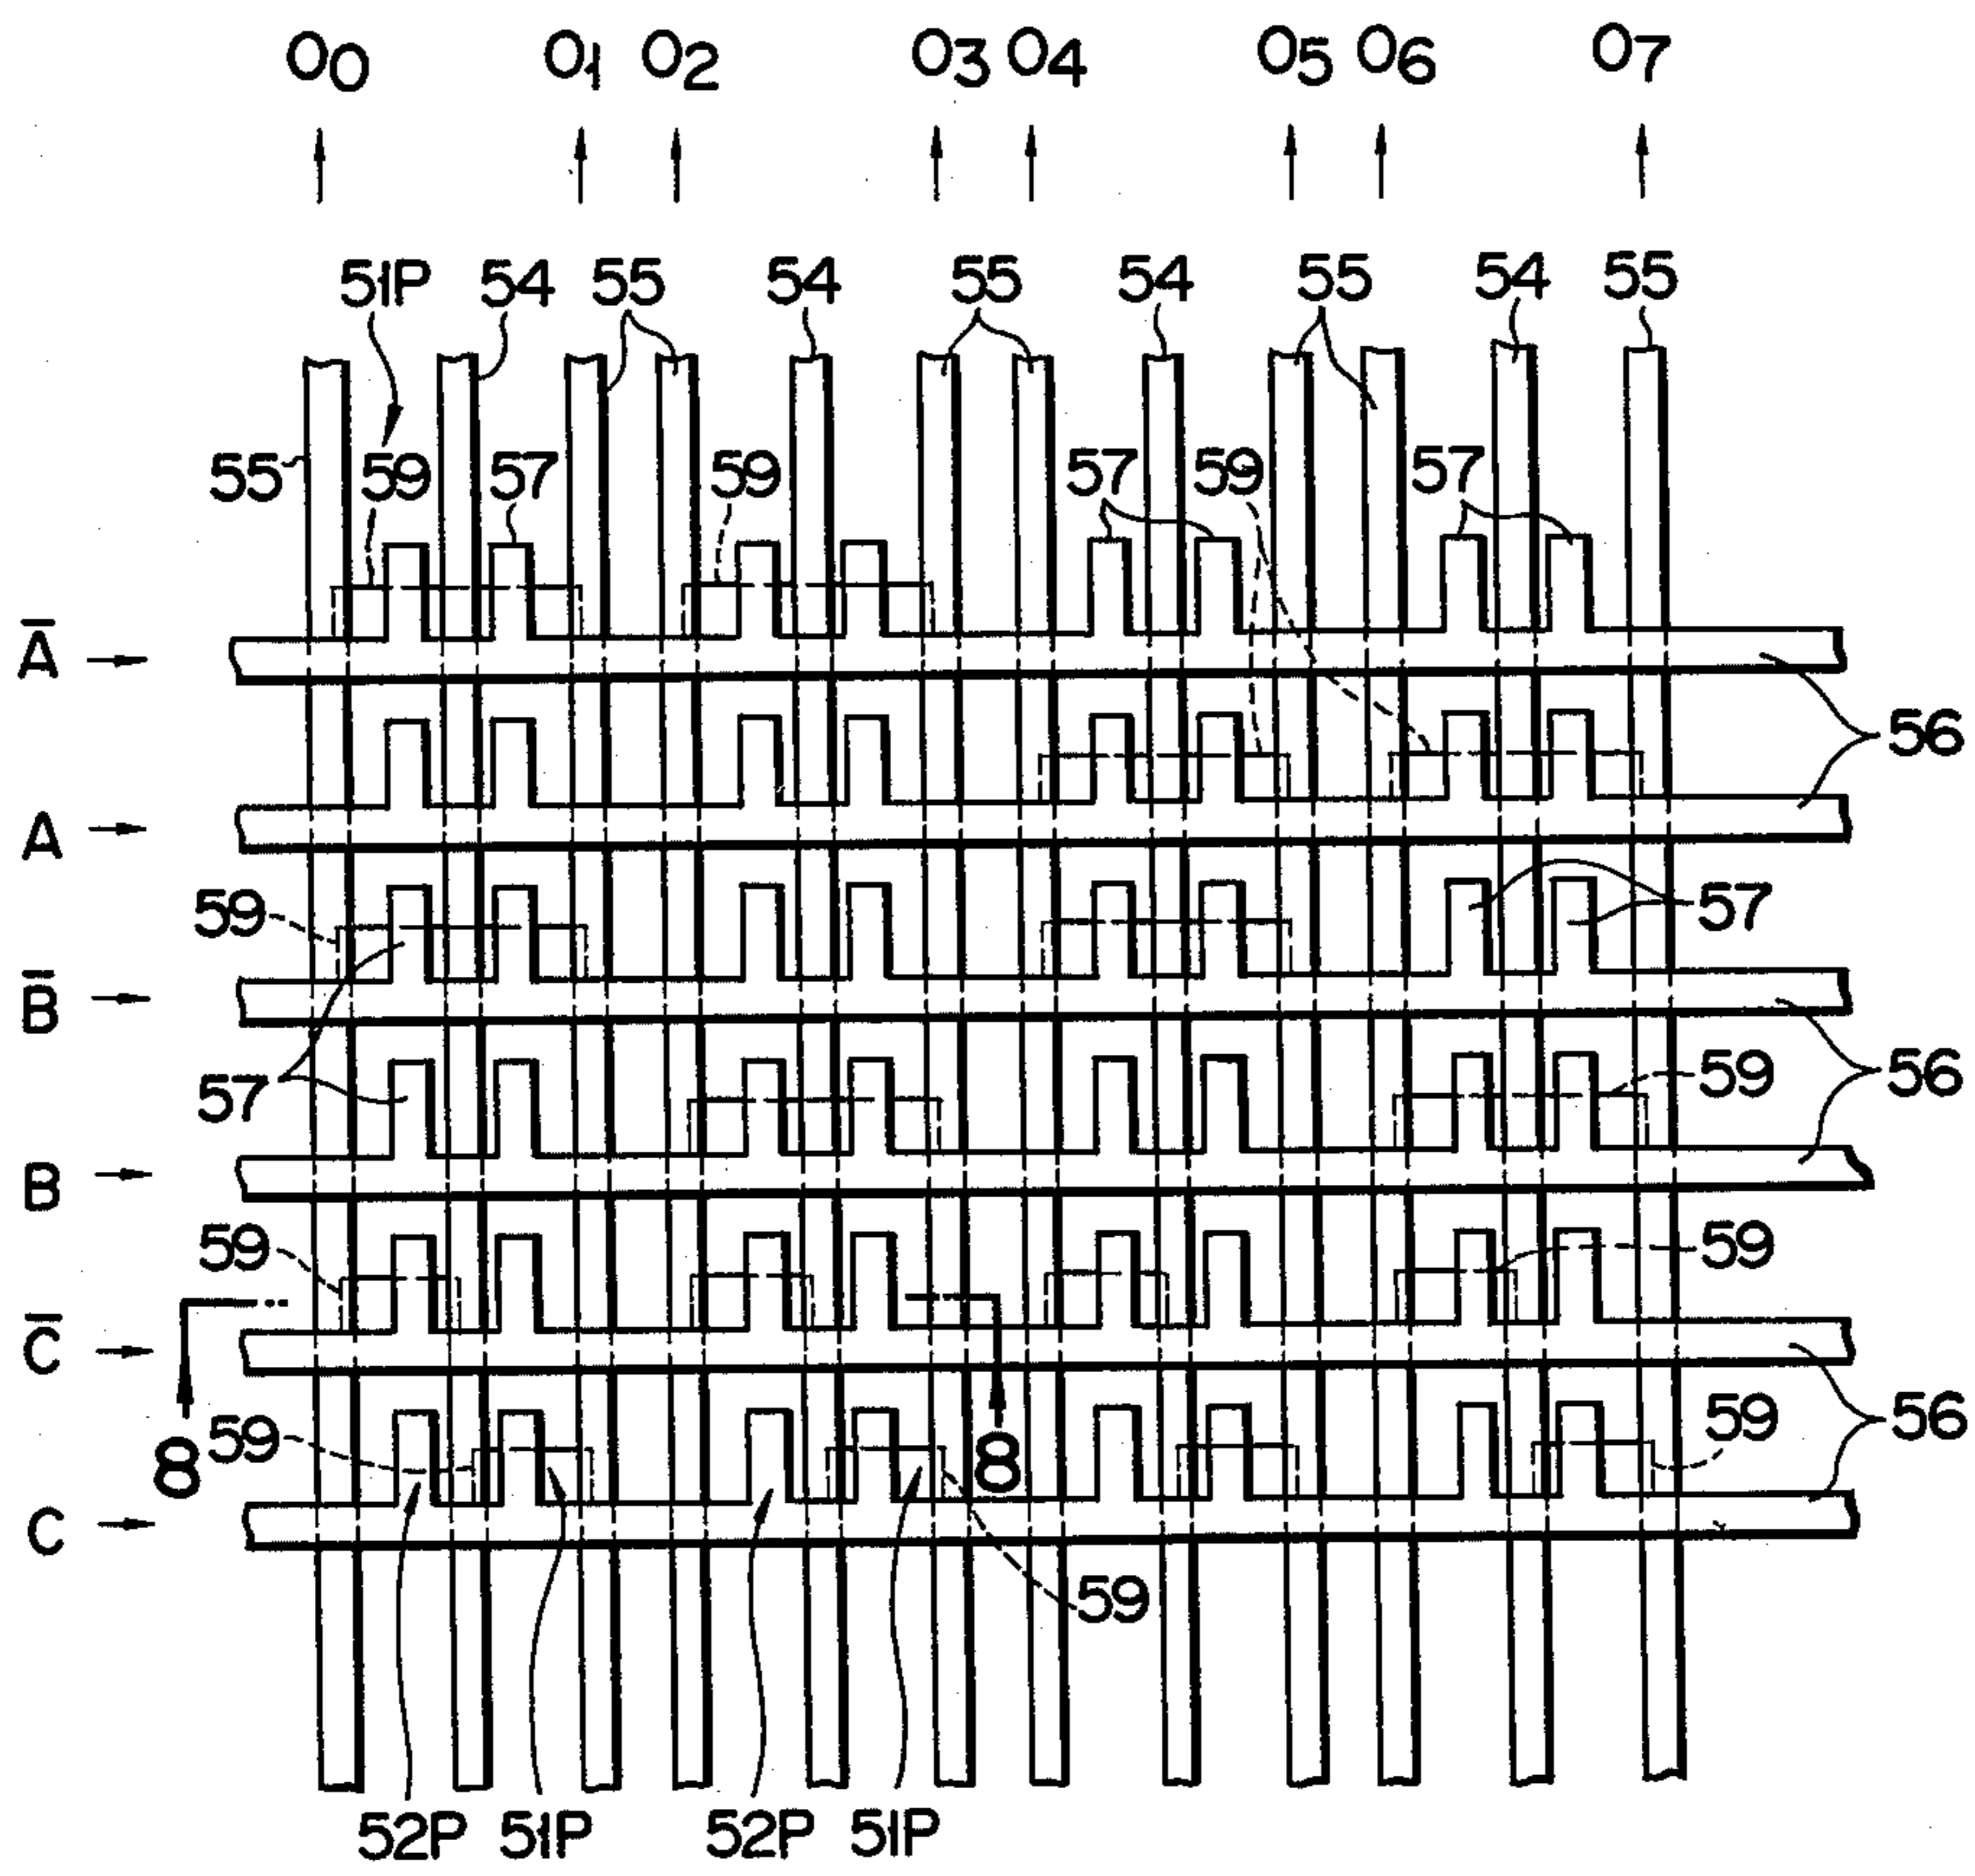 O0 O1 O2 O3 O4 O5 O6 O7
51P 54 55 54 55 54 55 54 55
55 59 57 59 57 59 57
A̅
56
A
59 57
B̅
57 59 56
B
59 59
C̅
8 59 8 59 56
C
59
52P 51P 52P 51P